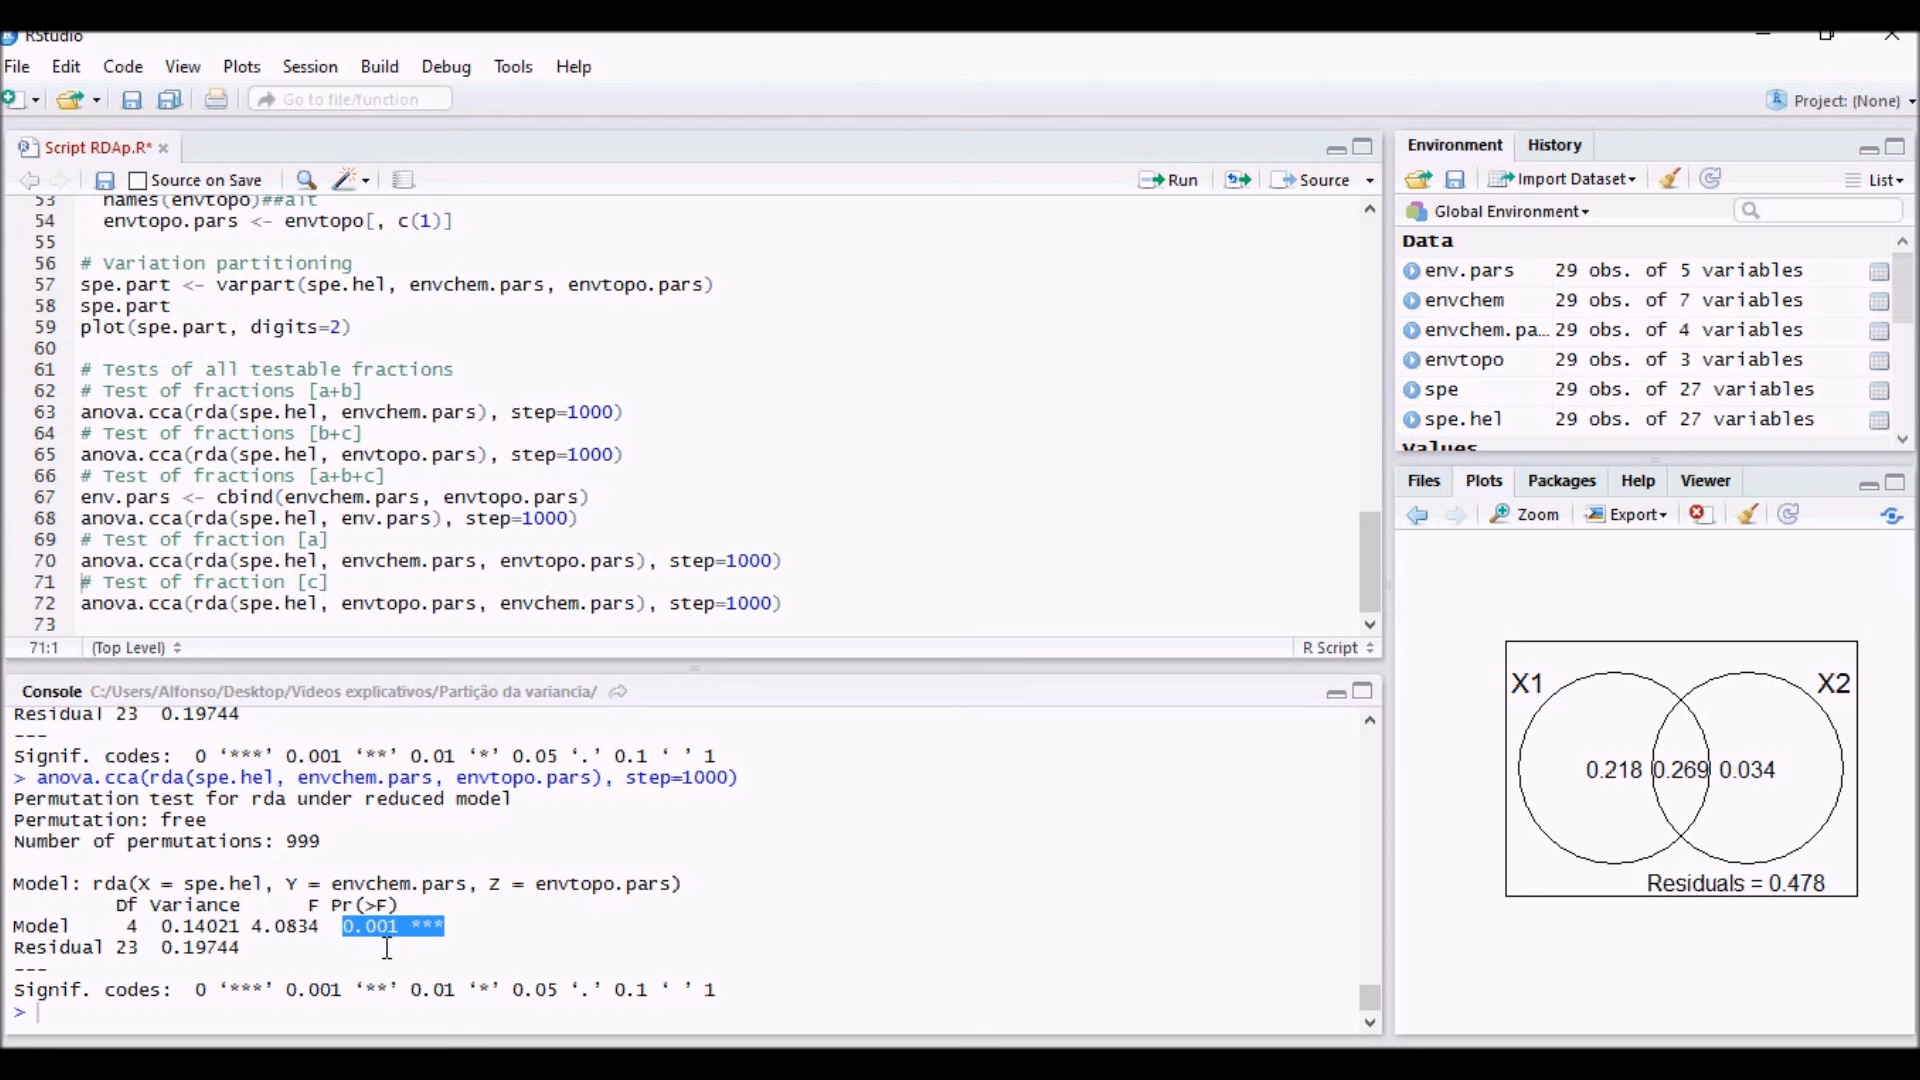 RStudio
File Edit Code View Plots Session Build Debug Tools Help
Go to file/function
Project: (None)
Script RDAp.R*
Source on Save
Run
Source
53 names(envtopo)##alt
54 envtopo.pars <- envtopo[, c(1)]
55
56 # Variation partitioning
57 spe.part <- varpart(spe.hel, envchem.pars, envtopo.pars)
58 spe.part
59 plot(spe.part, digits=2)
60
61 # Tests of all testable fractions
62 # Test of fractions [a+b]
63 anova.cca(rda(spe.hel, envchem.pars), step=1000)
64 # Test of fractions [b+c]
65 anova.cca(rda(spe.hel, envtopo.pars), step=1000)
66 # Test of fractions [a+b+c]
67 env.pars <- cbind(envchem.pars, envtopo.pars)
68 anova.cca(rda(spe.hel, env.pars), step=1000)
69 # Test of fraction [a]
70 anova.cca(rda(spe.hel, envchem.pars, envtopo.pars), step=1000)
71 # Test of fraction [c]
72 anova.cca(rda(spe.hel, envtopo.pars, envchem.pars), step=1000)
73
71:1 (Top Level) R Script
Console C:/Users/Alfonso/Desktop/Videos explicativos/Partição da variancia/
Residual 23 0.19744
---
Signif. codes: 0 ‘***’ 0.001 ‘**’ 0.01 ‘*’ 0.05 ‘.’ 0.1 ‘ ’ 1
> anova.cca(rda(spe.hel, envchem.pars, envtopo.pars), step=1000)
Permutation test for rda under reduced model
Permutation: free
Number of permutations: 999
Model: rda(X = spe.hel, Y = envchem.pars, Z = envtopo.pars)
Df Variance F Pr(>F)
Model 4 0.14021 4.0834 0.001 ***
Residual 23 0.19744
---
Signif. codes: 0 ‘***’ 0.001 ‘**’ 0.01 ‘*’ 0.05 ‘.’ 0.1 ‘ ’ 1
>
Environment History
Import Dataset
List
Global Environment
Data
env.pars 29 obs. of 5 variables
envchem 29 obs. of 7 variables
envchem.pa… 29 obs. of 4 variables
envtopo 29 obs. of 3 variables
spe 29 obs. of 27 variables
spe.hel 29 obs. of 27 variables
Values
Files Plots Packages Help Viewer
Zoom Export
X1 X2
0.218 0.269 0.034
Residuals = 0.478